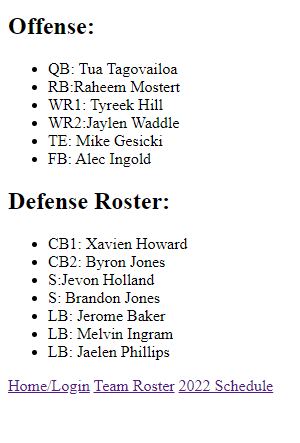 Offense:
QB: Tua Tagovailoa
RB:Raheem Mostert
WR1: Tyreek Hill
WR2:Jaylen Waddle
TE: Mike Gesicki
FB: Alec Ingold
Defense Roster:
CB1: Xavien Howard
CB2: Byron Jones
S:Jevon Holland
S: Brandon Jones
LB: Jerome Baker
LB: Melvin Ingram
LB: Jaelen Phillips
Home/Login Team Roster 2022 Schedule